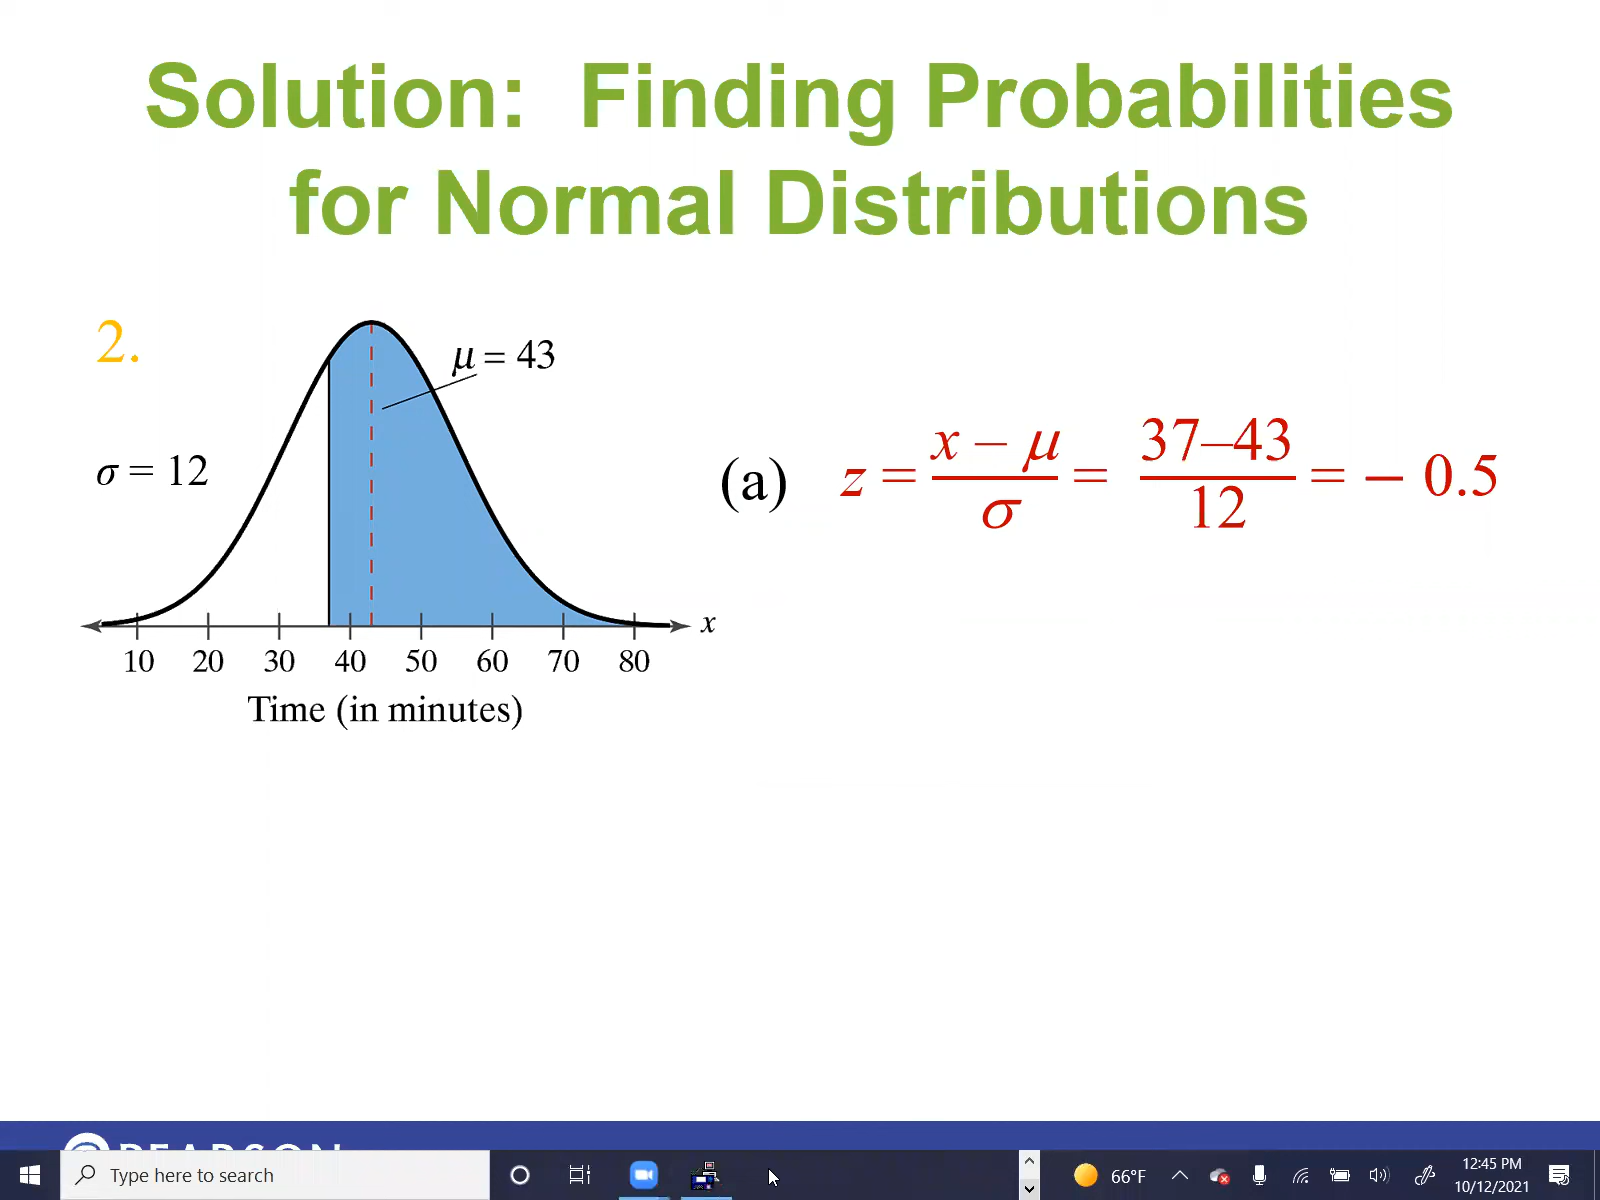 Solution: Finding Probabilities
for Normal Distributions
2.
μ = 43
σ = 12
(a) z = x – μ / σ = 37–43 / 12 = – 0.5
x
10 20 30 40 50 60 70 80
Time (in minutes)
PEARSON
Type here to search
66°F
12:45 PM
10/12/2021